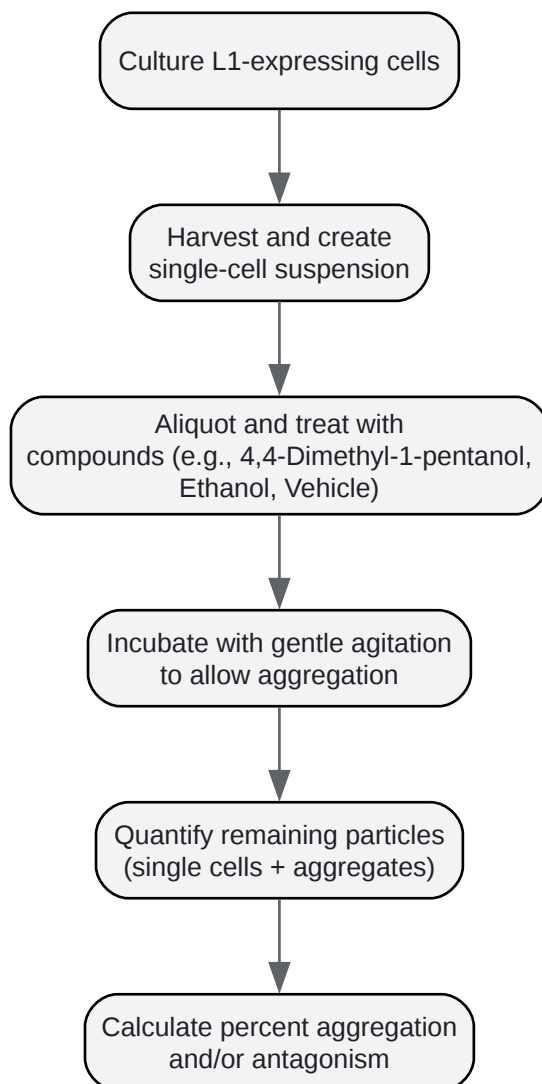 Culture L1-expressing cells
Harvest and create
single-cell suspension
Aliquot and treat with
compounds (e.g., 4,4-Dimethyl-1-pentanol,
Ethanol, Vehicle)
Incubate with gentle agitation
to allow aggregation
Quantify remaining particles
(single cells + aggregates)
Calculate percent aggregation
and/or antagonism